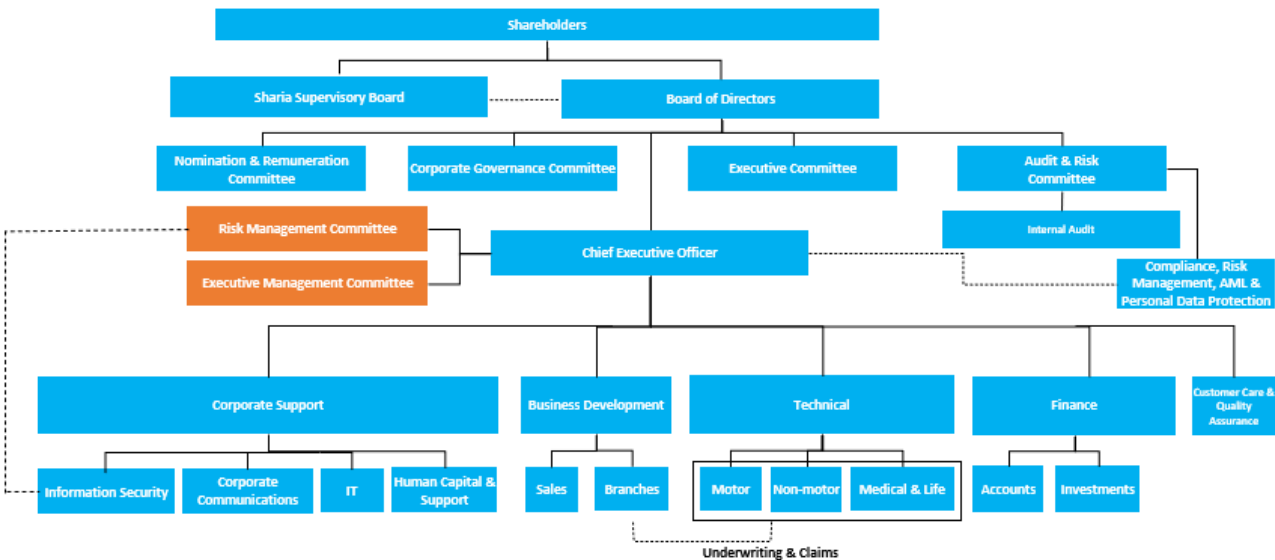 Shareholders
Sharia Supervisory Board
Board of Directors
Nomination & Remuneration
Committee
Corporate Governance Committee
Executive Committee
Audit & Risk
Committee
Risk Management Committee
Internal Audit
Chief Executive Officer
Executive Management Committee
Compliance, Risk
Management, AML &
Personal Data Protection
Corporate Support
Business Development
Technical
Finance
Customer Care &
Quality
Assurance
Information Security
Corporate
Communications
IT
Human Capital &
Support
Sales
Branches
Motor
Non-motor
Medical & Life
Accounts
Investments
Underwriting & Claims